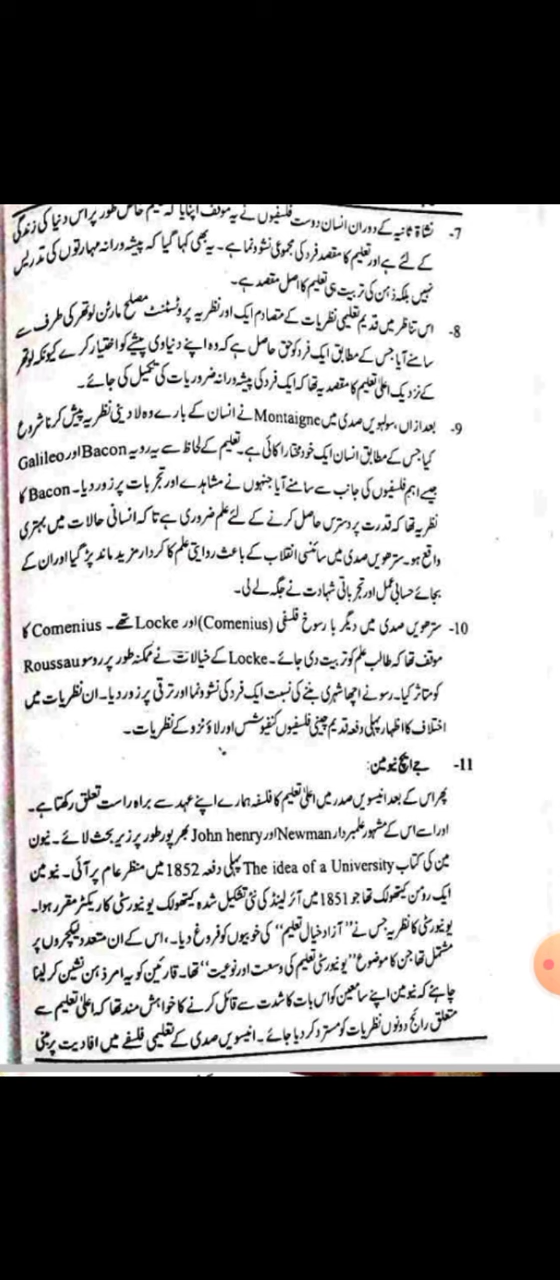 7- نشاۃ ثانیہ کے دوران انسان دوست فلسفیوں نے یہ موقف اپنایا کہ خاص طور پر اس دنیا کی زندگی
کے لئے ہے اور تعلیم کا مقصد فرد کی مجموعی نشوونما ہے۔ یہ بھی کہا گیا کہ پیشہ ورانہ مہارتوں کی تدریس
نہیں بلکہ ذہن کی تربیت ہی تعلیم کا اصل مقصد ہے۔
8- اس تناظر میں قدیم تعلیمی نظریات کے متصادم ایک اور نظریہ پروٹسٹنٹ مصلح مارٹن لوتھر کی طرف سے
سامنے آیا جس کے مطابق ایک فرد کو حق حاصل ہے کہ وہ اپنے دنیاوی پیشے کو اختیار کرے کیونکہ لوتھر
کے نزدیک اعلیٰ تعلیم کا مقصد یہ تھا کہ ایک فرد کی پیشہ ورانہ ضروریات کی تکمیل کی جائے۔
9- بعد ازاں سولہویں صدی میں Montaigne نے انسان کے بارے وہ لادینی نظریہ پیش کرنا شروع
کیا جس کے مطابق انسان ایک خودمختار اکائی ہے۔ تعلیم کے لحاظ سے یہ رویہ Bacon اور Galileo
جیسے اہم فلسفیوں کی جانب سے سامنے آیا جنہوں نے مشاہدے اور تجربات پر زور دیا۔ Bacon کا
نظریہ تھا کہ قدرت پر دسترس حاصل کرنے کے لئے علم ضروری ہے تاکہ انسانی حالات میں بہتری
واقع ہو۔ سترھویں صدی میں سائنسی انقلاب کے باعث روایتی علم کا کردار مزید ماند پڑ گیا اور ان کے
بجائے حسابی عمل اور تجرباتی شہادت نے جگہ لے لی۔
10- سترھویں صدی میں دیگر با رسوخ فلسفی (Comenius) اور Locke تھے۔ Comenius کا
موقف تھا کہ طالب علم کو تربیت دی جائے۔ Locke کے خیالات نے ممکنہ طور پر روسو Roussau
کو متاثر کیا۔ رسو نے اچھا شہری بننے کی نسبت ایک فرد کی نشوونما اور ترقی پر زور دیا۔ ان نظریات میں
اختلاف کا اظہار پہلی دفعہ قدیم چینی فلسفیوں کنفیوشس اور لاؤنزو کے نظریات۔
11- جے ایچ نیومین:
پھر اس کے بعد انیسویں صدر میں اعلیٰ تعلیم کا فلسفہ ہمارے اپنے عہد سے براہ راست تعلق رکھتا ہے۔
اور اسے اس کے مشہور علمبردار Newman اور John henry بھرپور طور پر زیر بحث لائے۔ نیون
مین کی کتاب The idea of a University پہلی دفعہ 1852 میں منظر عام پر آئی۔ نیو مین
ایک رومن کیتھولک تھا جو 1851 میں آئرلینڈ کی نئی تشکیل شدہ کیتھولک یونیورسٹی کا ریکٹر مقرر ہوا۔
یونیورسٹی کا نظریہ جس نے "آزاد خیال تعلیم" کی خوبیوں کو فروغ دیا۔، اس کے ان متعدد لیکچروں پر
مشتمل تھا جن کا موضوع "یونیورسٹی تعلیم کی وسعت اور نوعیت" تھا۔ قارئین کو یہ امر ذہن نشین کر لینا
چاہئے کہ نیو مین اپنے سامعین کو اس بات کا شدت سے قائل کرنے کا خواہش مند تھا کہ اعلیٰ تعلیم سے
متعلق رائج دونوں نظریات کو مسترد کر دیا جائے۔ انیسویں صدی کے تعلیمی فلسفے میں افادیت پر مبنی